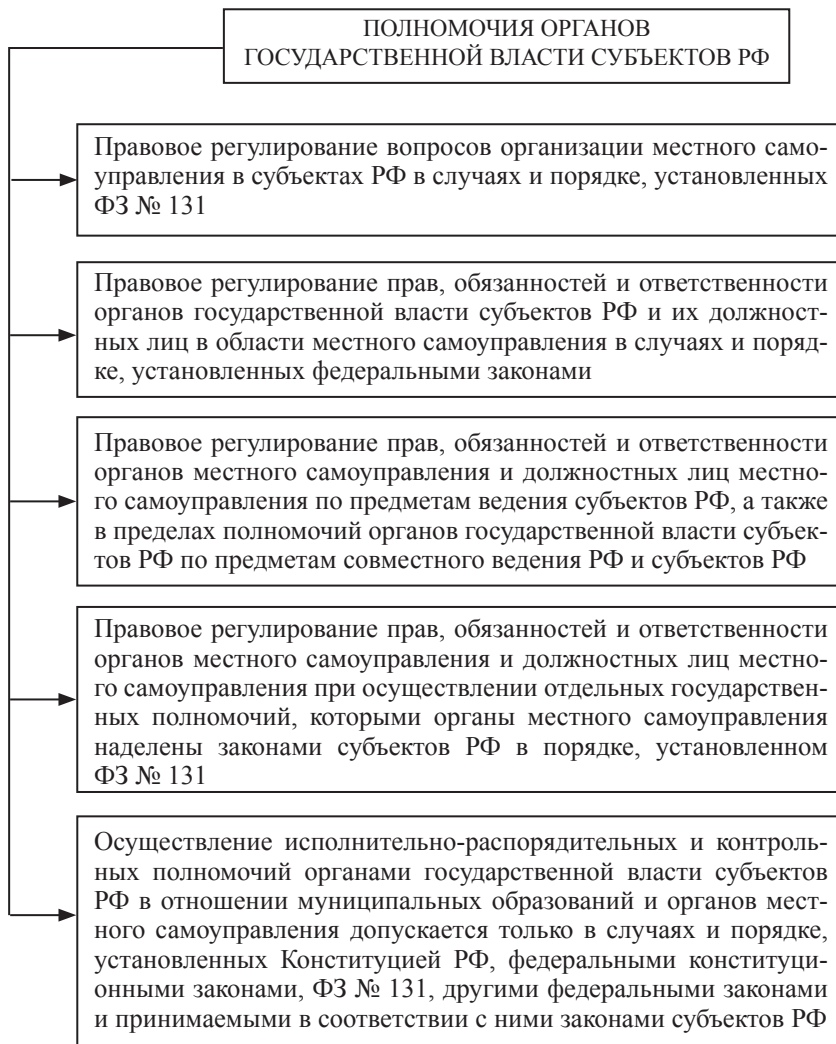 ПОЛНОМОЧИЯ ОРГАНОВ
ГОСУДАРСТВЕННОЙ ВЛАСТИ СУБЪЕКТОВ РФ
Правовое регулирование вопросов организации местного само-
управления в субъектах РФ в случаях и порядке, установленных
ФЗ № 131
Правовое регулирование прав, обязанностей и ответственности
органов государственной власти субъектов РФ и их должност-
ных лиц в области местного самоуправления в случаях и поряд-
ке, установленных федеральными законами
Правовое регулирование прав, обязанностей и ответственности
органов местного самоуправления и должностных лиц местно-
го самоуправления по предметам ведения субъектов РФ, а также
в пределах полномочий органов государственной власти субъек-
тов РФ по предметам совместного ведения РФ и субъектов РФ
Правовое регулирование прав, обязанностей и ответственности
органов местного самоуправления и должностных лиц местно-
го самоуправления при осуществлении отдельных государствен-
ных полномочий, которыми органы местного самоуправления
наделены законами субъектов РФ в порядке, установленном
ФЗ № 131
Осуществление исполнительно-распорядительных и контроль-
ных полномочий органами государственной власти субъектов
РФ в отношении муниципальных образований и органов мест-
ного самоуправления допускается только в случаях и порядке,
установленных Конституцией РФ, федеральными конституци-
онными законами, ФЗ № 131, другими федеральными законами
и принимаемыми в соответствии с ними законами субъектов РФ